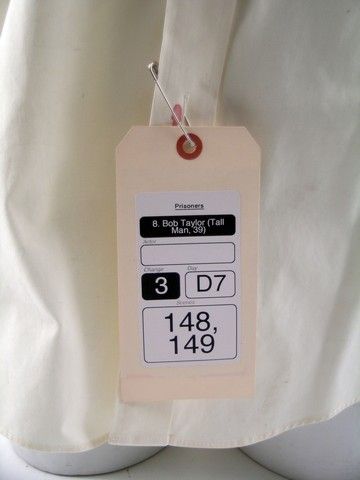 Prisoners
8. Bob Taylor (Tall
Man, 39)
Actor
Change
Day
3
D7
Scenes
148,
149